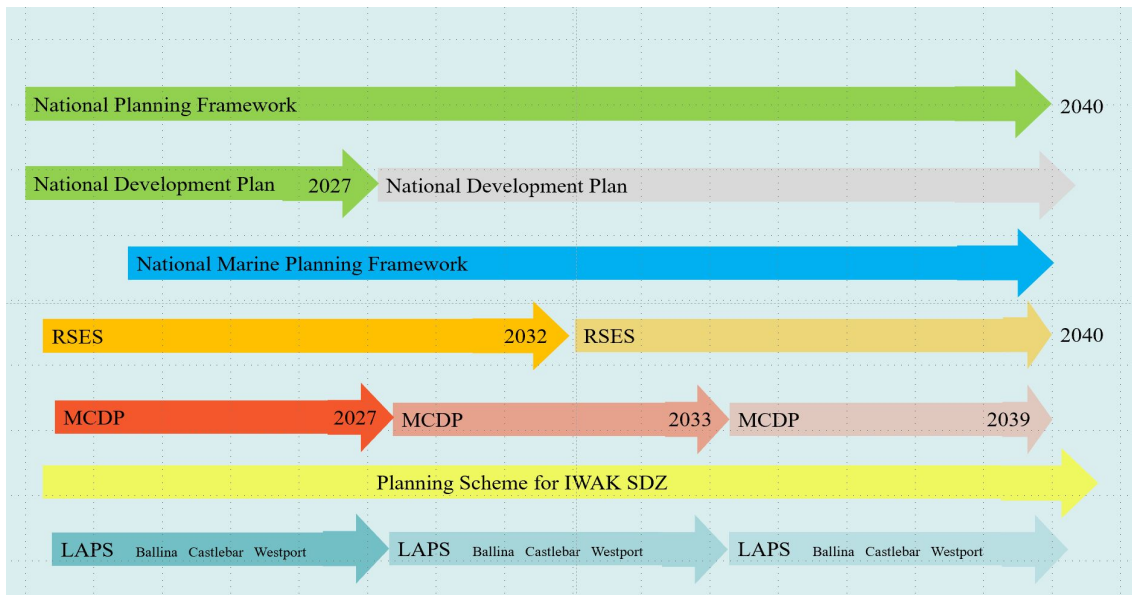 National Planning Framework 2040
National Development Plan 2027 National Development Plan
National Marine Planning Framework
RSES 2032 RSES 2040
MCDP 2027 MCDP 2033 MCDP 2039
Planning Scheme for IWAK SDZ
LAPS Ballina Castlebar Westport LAPS Ballina Castlebar Westport LAPS Ballina Castlebar Westport